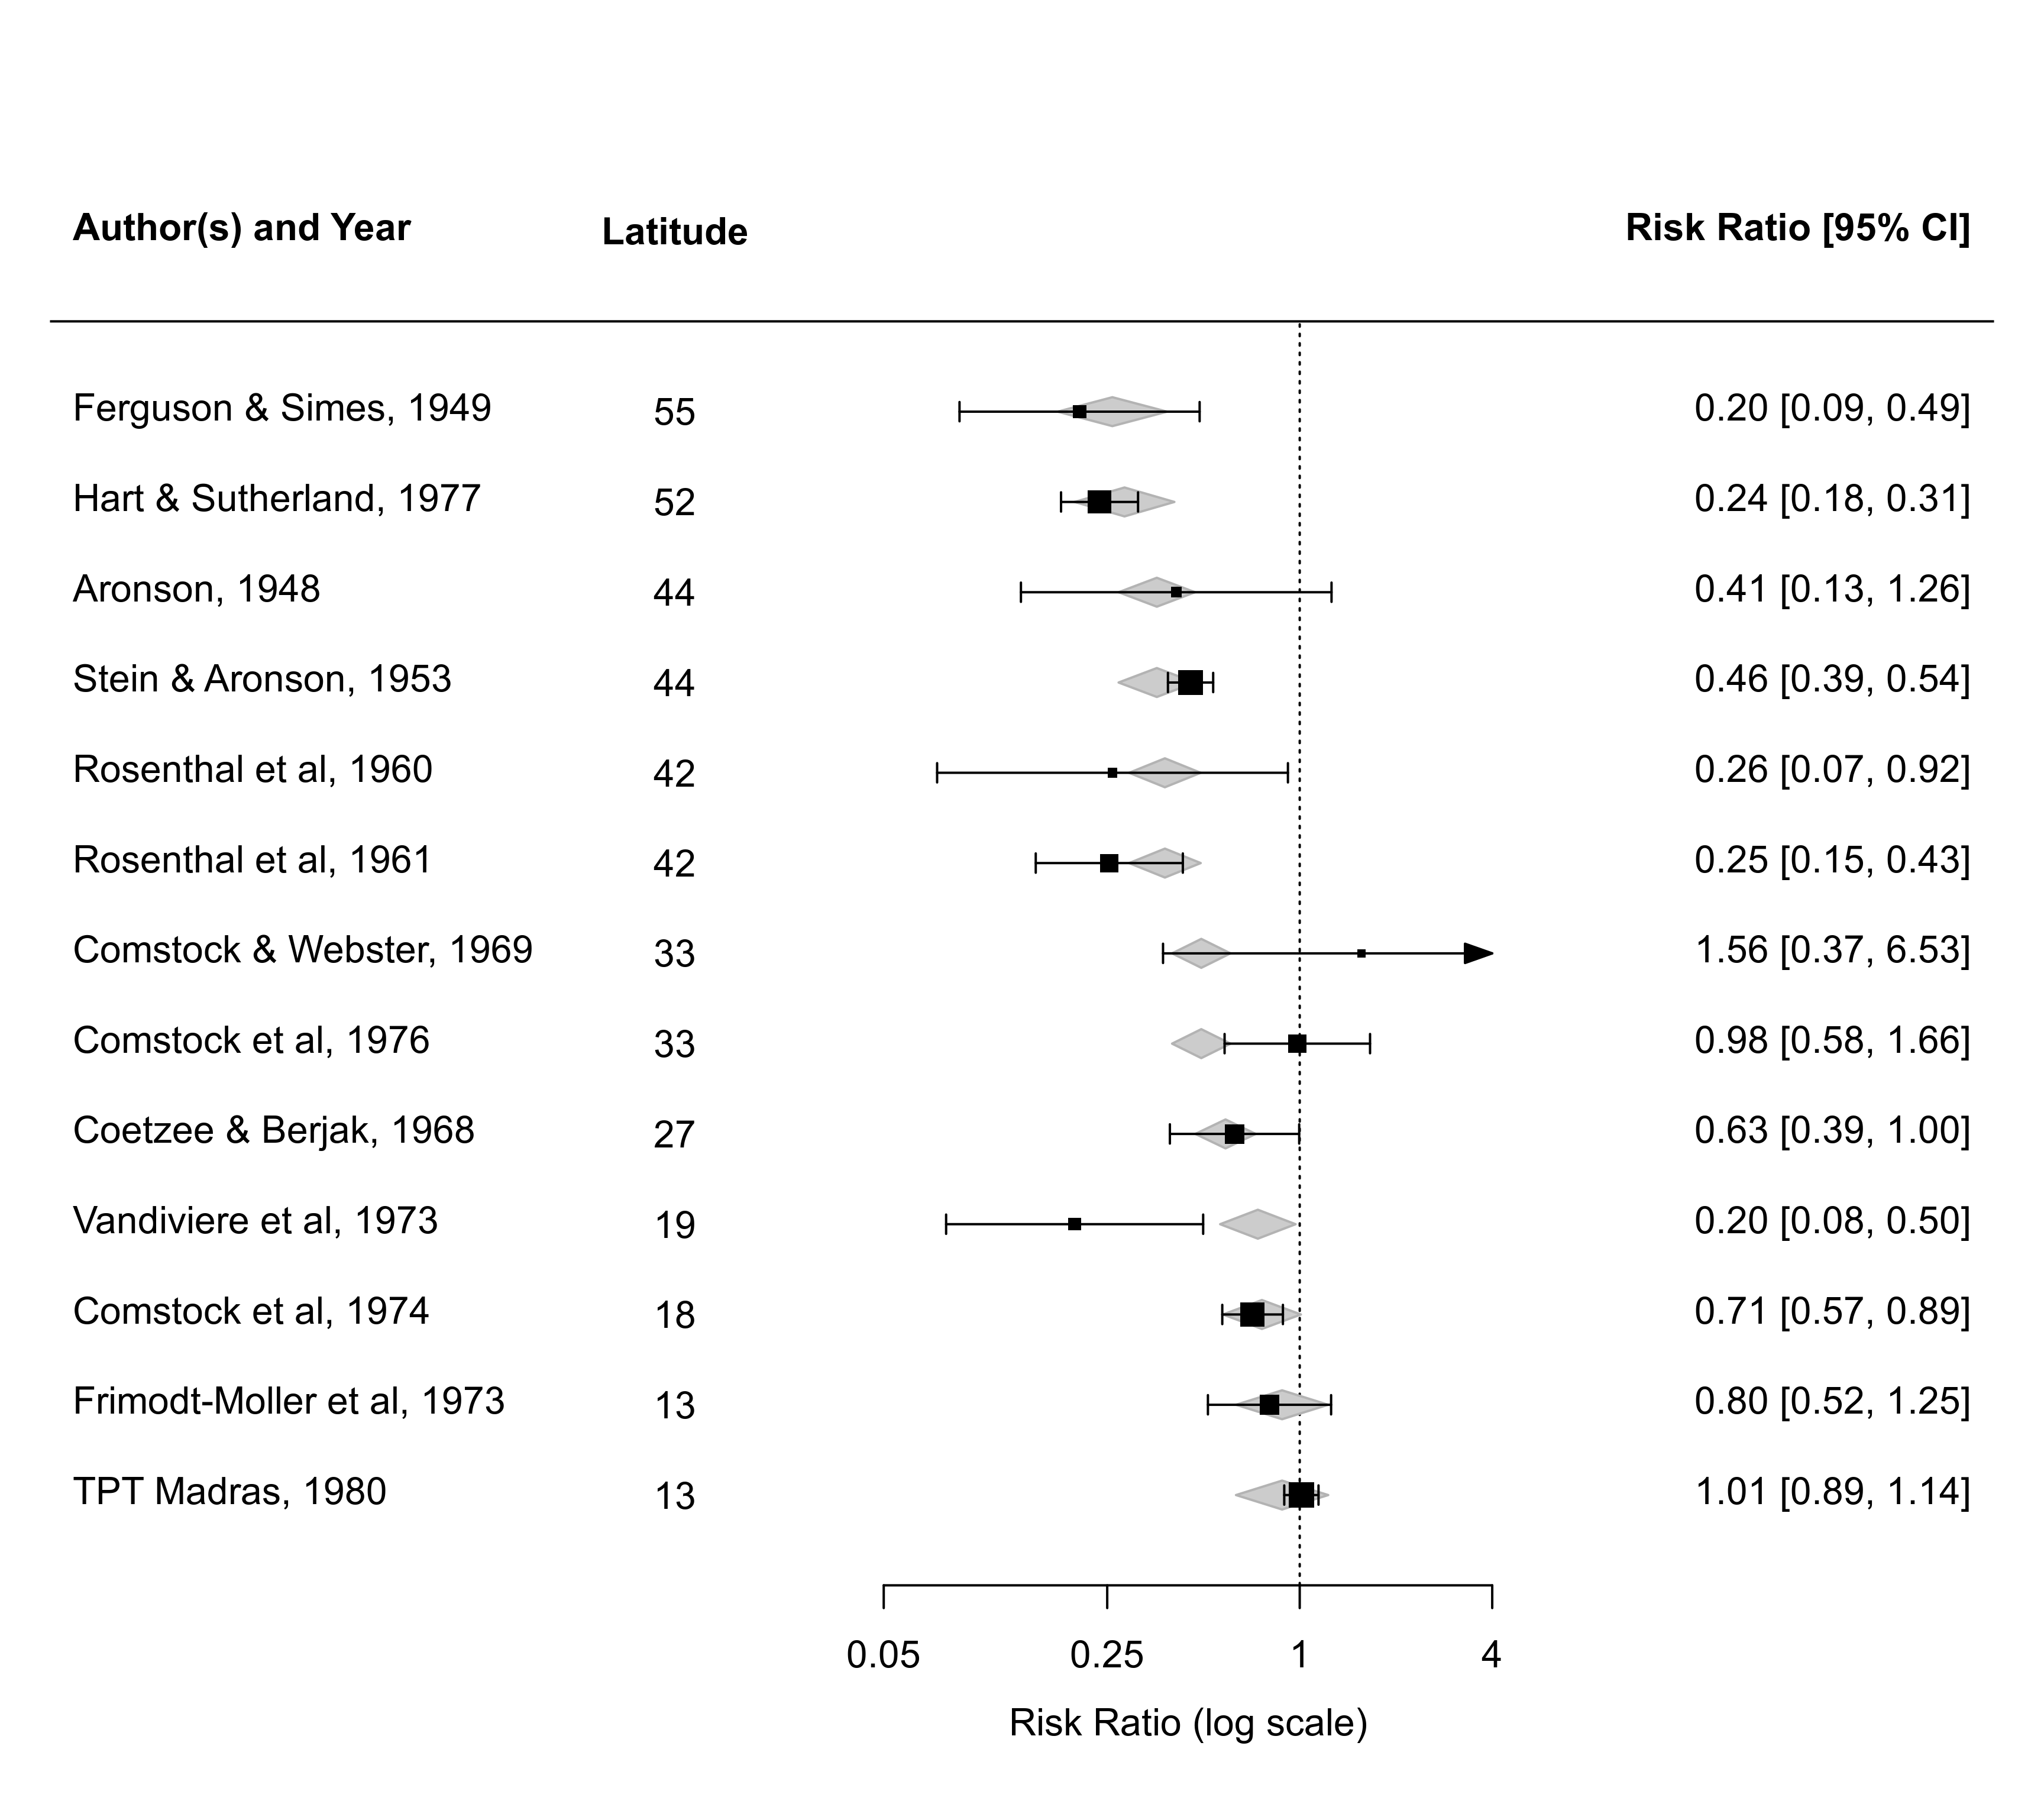 Author(s) and Year Latitude Risk Ratio [95% CI]
Ferguson & Simes, 1949 55 0.20 [0.09, 0.49]
Hart & Sutherland, 1977 52 0.24 [0.18, 0.31]
Aronson, 1948 44 0.41 [0.13, 1.26]
Stein & Aronson, 1953 44 0.46 [0.39, 0.54]
Rosenthal et al, 1960 42 0.26 [0.07, 0.92]
Rosenthal et al, 1961 42 0.25 [0.15, 0.43]
Comstock & Webster, 1969 33 1.56 [0.37, 6.53]
Comstock et al, 1976 33 0.98 [0.58, 1.66]
Coetzee & Berjak, 1968 27 0.63 [0.39, 1.00]
Vandiviere et al, 1973 19 0.20 [0.08, 0.50]
Comstock et al, 1974 18 0.71 [0.57, 0.89]
Frimodt-Moller et al, 1973 13 0.80 [0.52, 1.25]
TPT Madras, 1980 13 1.01 [0.89, 1.14]
0.05 0.25 1 4
Risk Ratio (log scale)